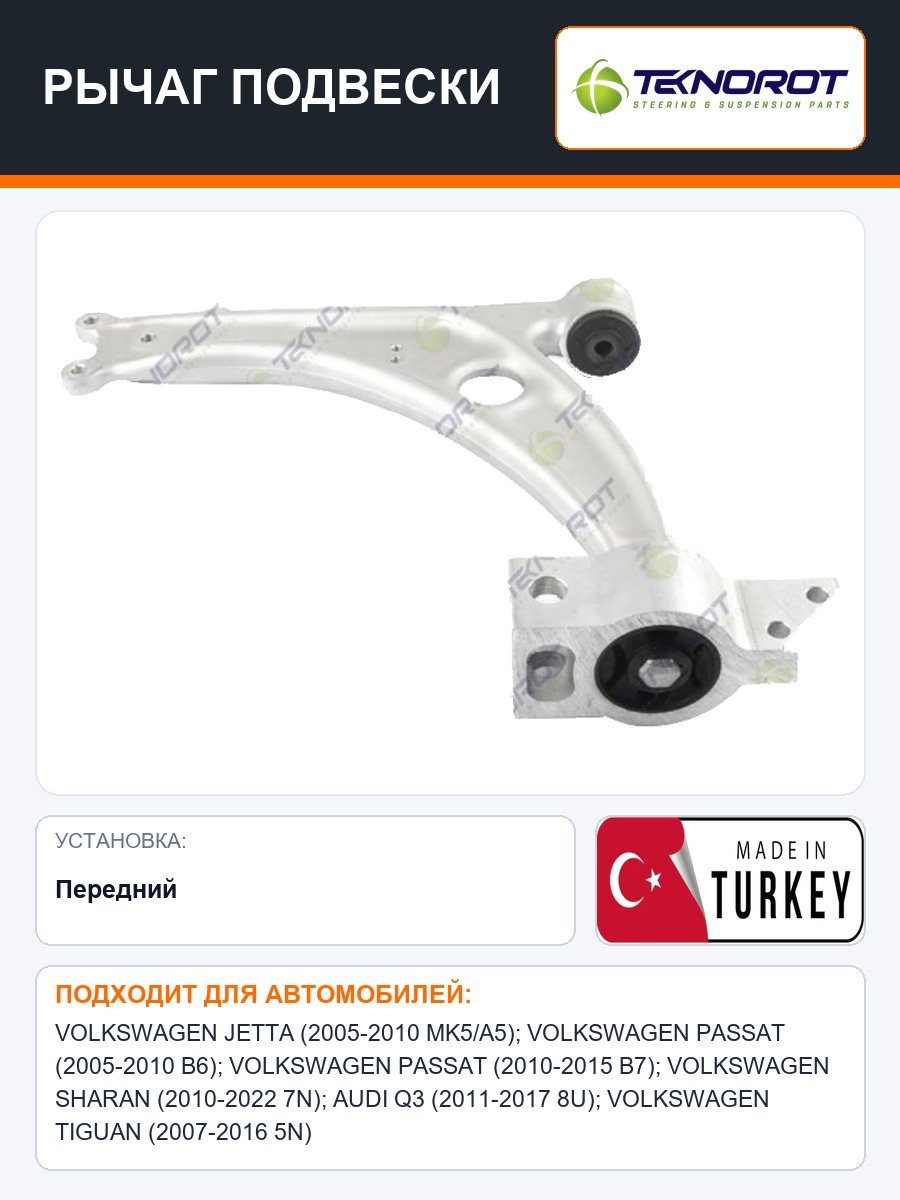 РЫЧАГ ПОДВЕСКИ
TEKNOROT
STEERING & SUSPENSION PARTS
TEKNOROT
TEKNOROT
УСТАНОВКА:
Передний
MADE IN
TURKEY
ПОДХОДИТ ДЛЯ АВТОМОБИЛЕЙ:
VOLKSWAGEN JETTA (2005-2010 MK5/A5); VOLKSWAGEN PASSAT
(2005-2010 B6); VOLKSWAGEN PASSAT (2010-2015 B7); VOLKSWAGEN
SHARAN (2010-2022 7N); AUDI Q3 (2011-2017 8U); VOLKSWAGEN
TIGUAN (2007-2016 5N)